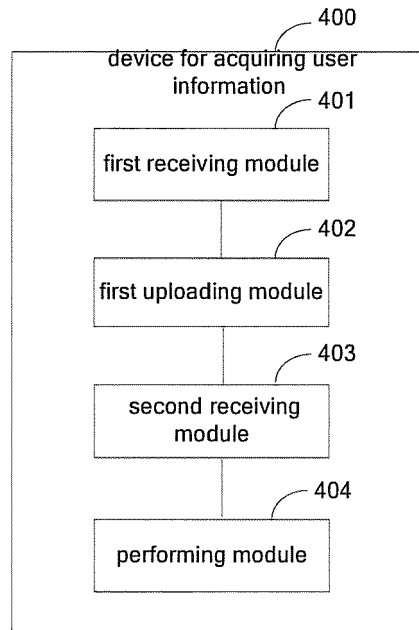 400
device for acquiring user
information
401
first receiving module
402
first uploading module
403
second receiving
module
404
performing module